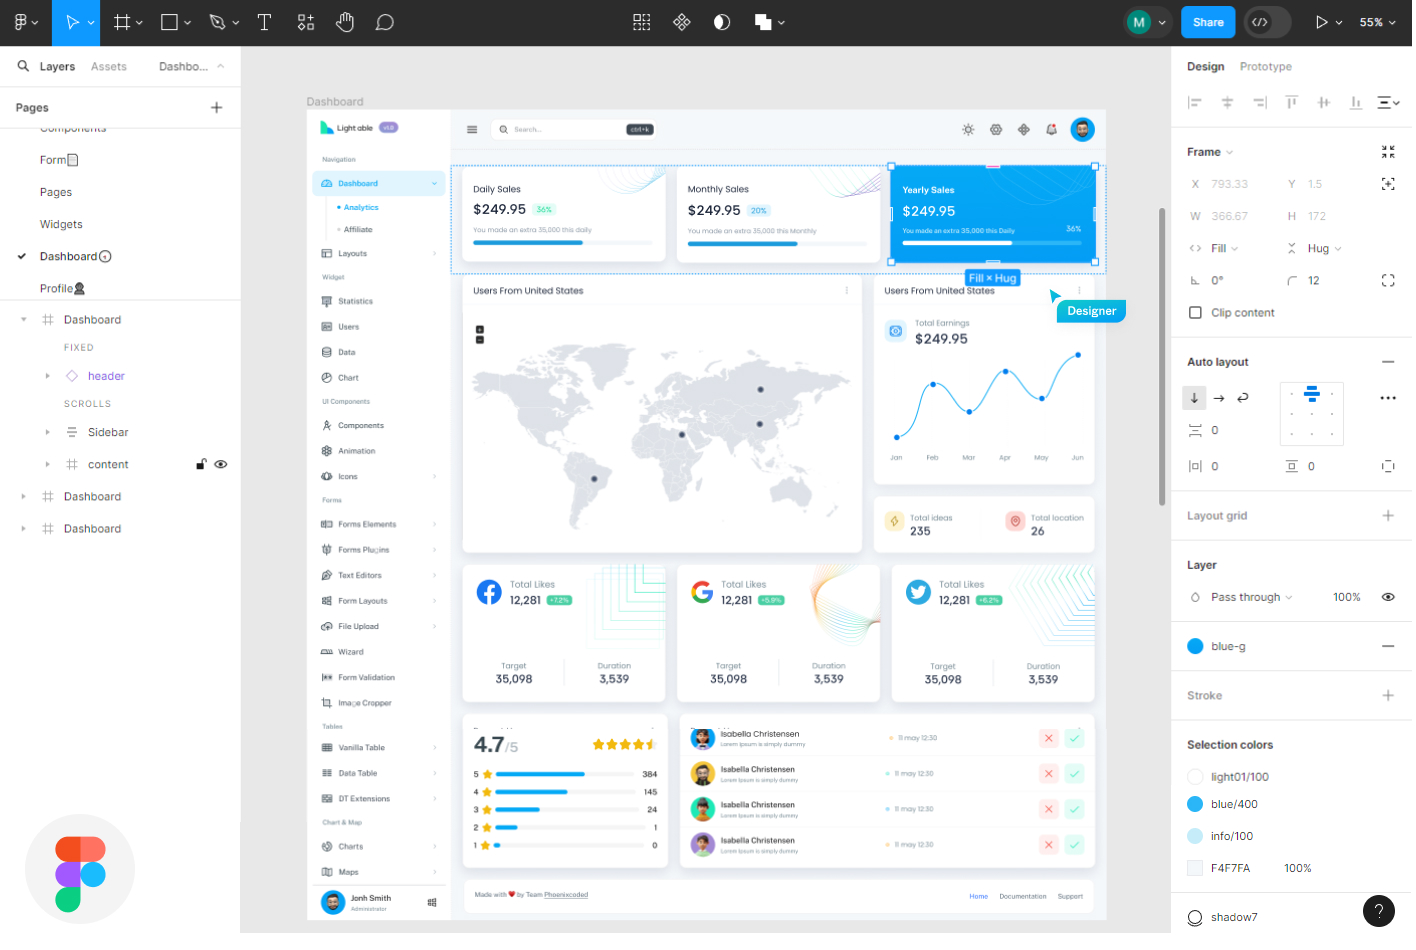 M
Share
55%
Layers
Assets
Dashbo...
Pages
Components
Form
Pages
Widgets
Dashboard
Profile
Dashboard
FIXED
header
SCROLLS
Sidebar
content
Dashboard
Dashboard
Dashboard
Light able
Search...
ctrl+k
Navigation
Dashboard
Analytics
Affiliate
Layouts
Widget
Statistics
Users
Data
Chart
UI Components
Components
Animation
Icons
Forms
Forms Elements
Forms Plugins
Text Editors
Form Layouts
File Upload
Wizard
Form Validation
Image Cropper
Tables
Vanilla Table
Data Table
DT Extensions
Chart & Map
Charts
Maps
Jonh Smith
Administrator
Daily Sales
$249.95 36%
You made an extra 35,000 this daily
Monthly Sales
$249.95 20%
You made an extra 35,000 this Monthly
Yearly Sales
$249.95
You made an extra 35,000 this Daily 36%
Fill × Hug
Designer
Users From United States
Users From United States
Total Earnings
$249.95
Jan Feb Mar Apr May Jun
Total ideas
235
Total location
26
Total Likes
12,281 +7.2%
Target Duration
35,098 3,539
Total Likes
12,281 +5.9%
Target Duration
35,098 3,539
Total Likes
12,281 +6.2%
Target Duration
35,098 3,539
4.7/5
5 384
4 145
3 24
2 1
1 0
Isabella Christensen
Lorem Ipsum is simply dummy
11 may 12:30
Isabella Christensen
Lorem Ipsum is simply dummy
11 may 12:30
Isabella Christensen
Lorem Ipsum is simply dummy
11 may 12:30
Isabella Christensen
Lorem Ipsum is simply dummy
11 may 12:30
Made with by Team Phoenixcoded
Home Documentation Support
Design
Prototype
Frame
X 793.33 Y 1.5
W 366.67 H 172
Fill Hug
0° 12
Clip content
Auto layout
0
0 0
Layout grid
Layer
Pass through 100%
blue-g
Stroke
Selection colors
light01/100
blue/400
info/100
F4F7FA 100%
shadow7
?